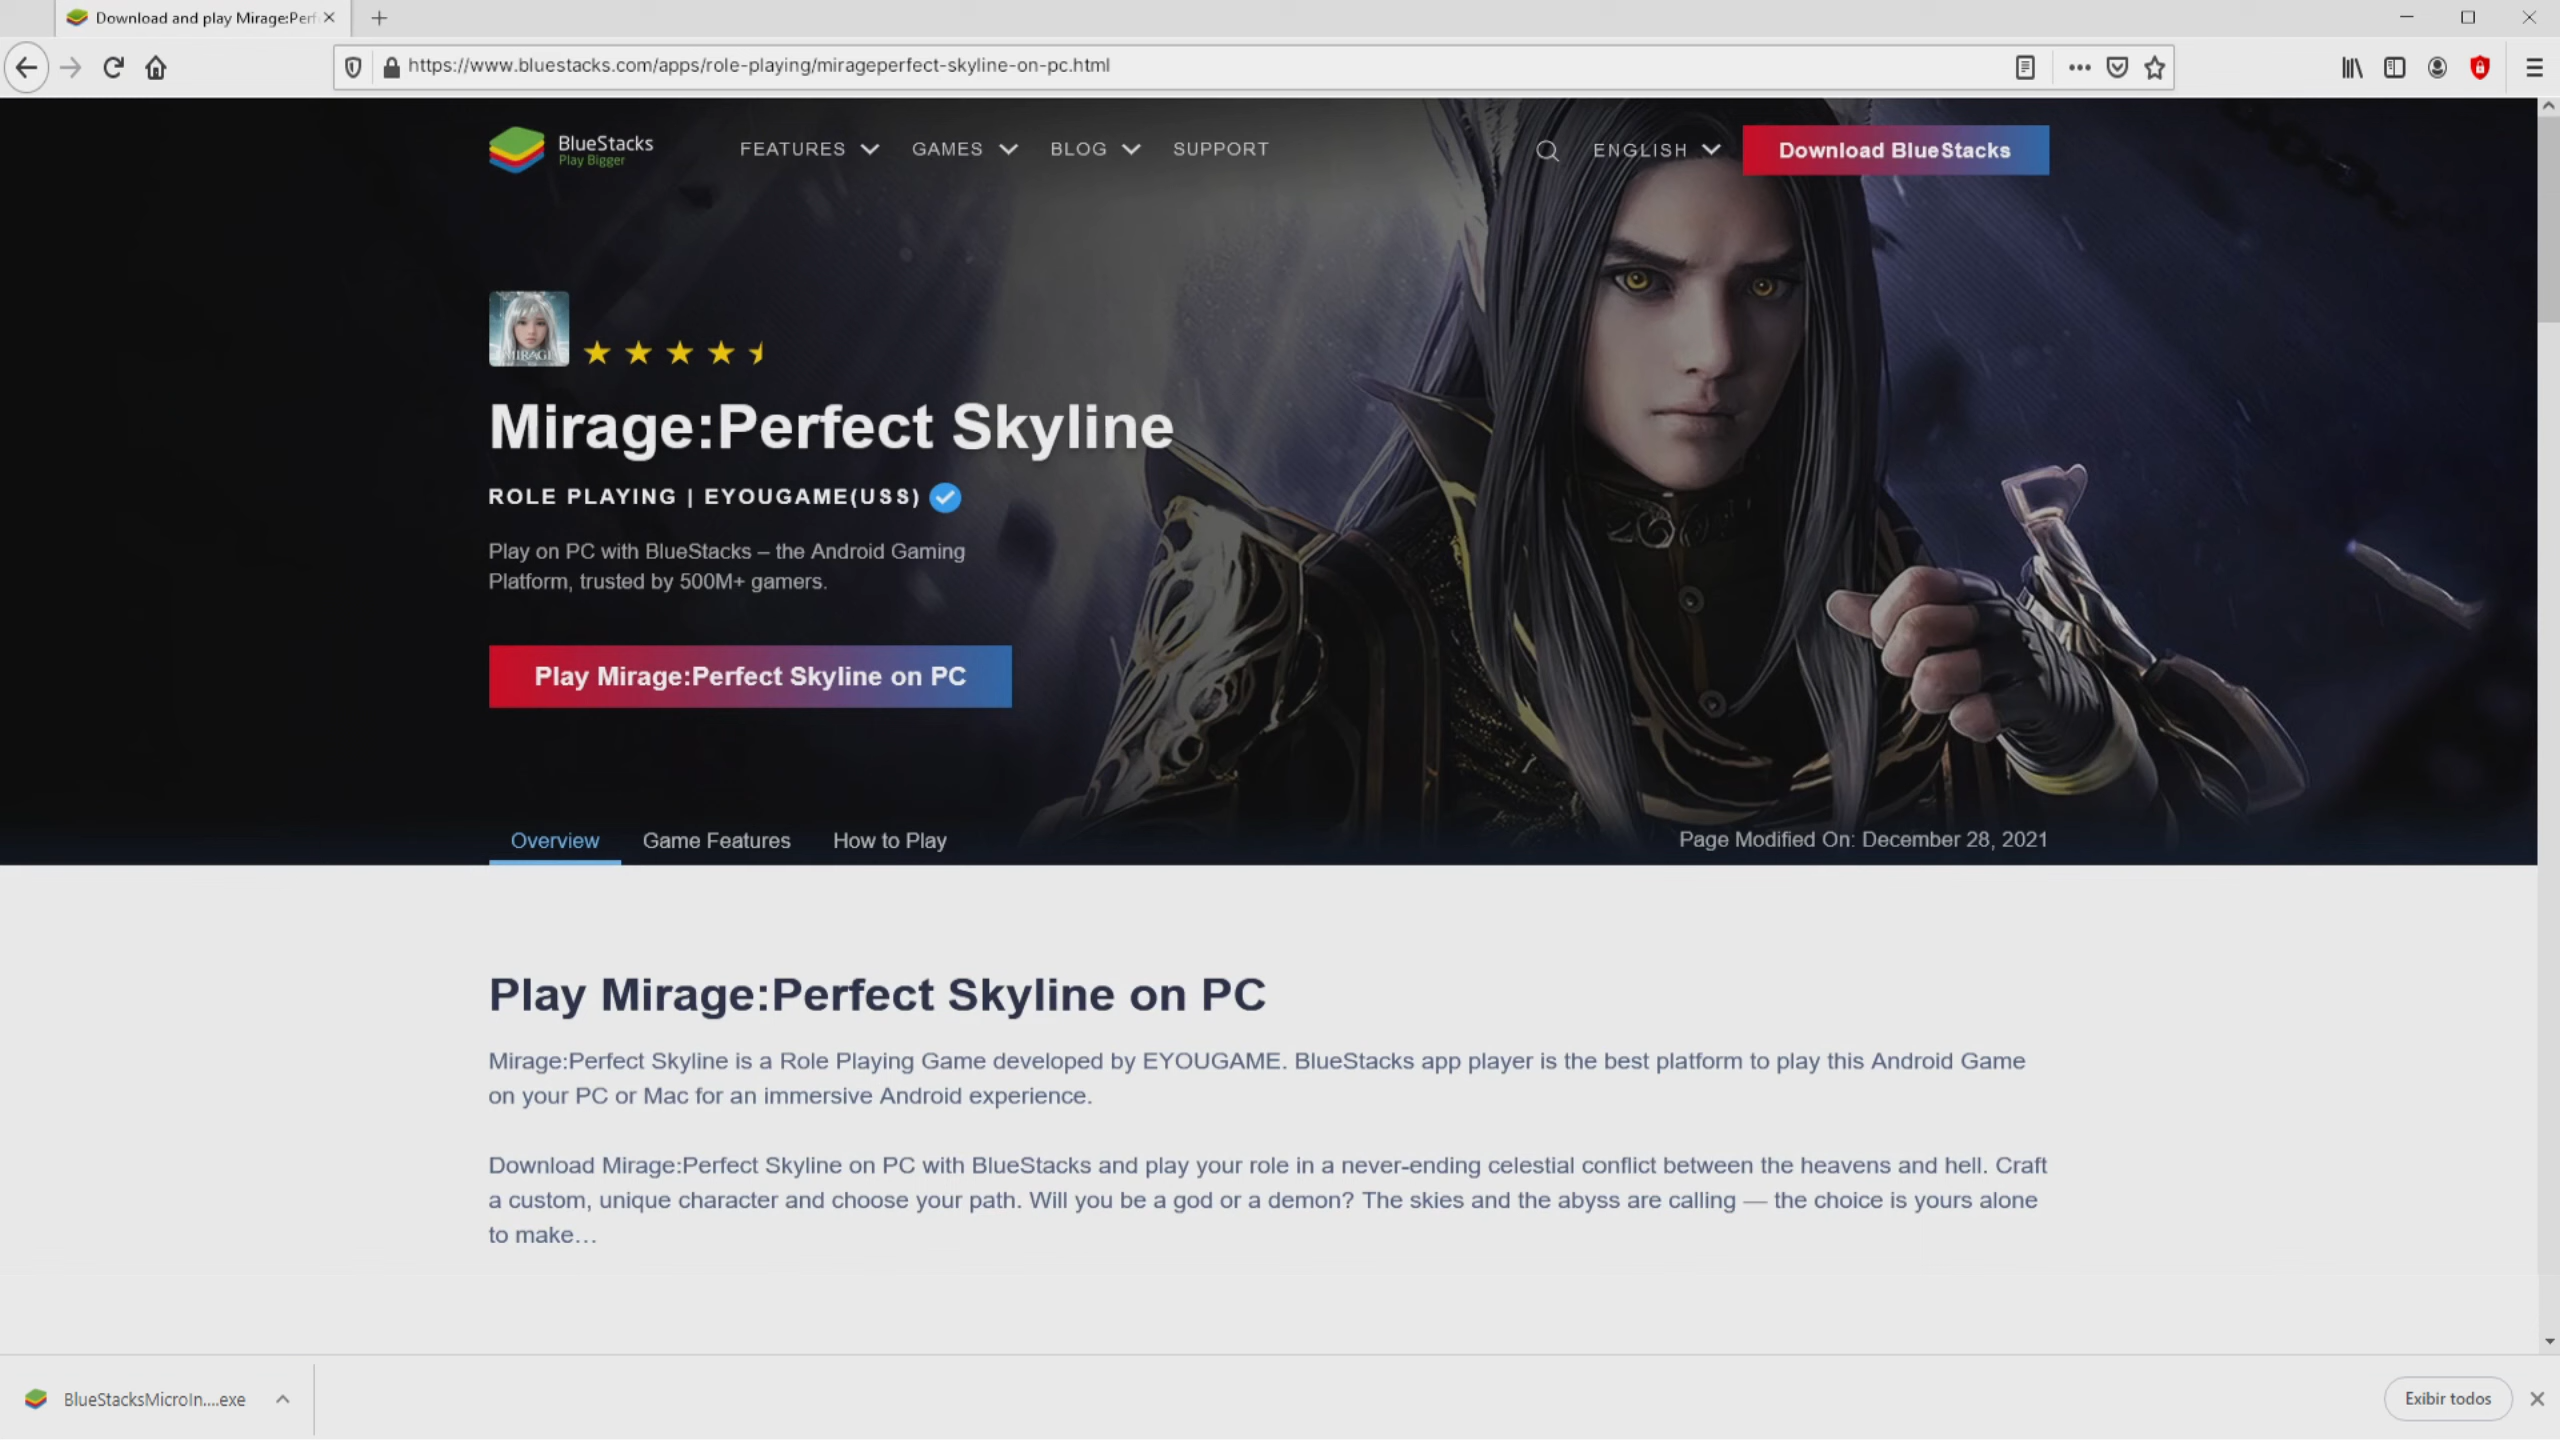 Download and play Mirage:Perf
https://www.bluestacks.com/apps/role-playing/mirageperfect-skyline-on-pc.html
BlueStacks
Play Bigger
FEATURES
GAMES
BLOG
SUPPORT
ENGLISH
Download BlueStacks
MIRAGE
Mirage:Perfect Skyline
ROLE PLAYING | EYOUGAME(USS)
Play on PC with BlueStacks – the Android Gaming
Platform, trusted by 500M+ gamers.
Play Mirage:Perfect Skyline on PC
Overview
Game Features
How to Play
Page Modified On: December 28, 2021
Play Mirage:Perfect Skyline on PC
Mirage:Perfect Skyline is a Role Playing Game developed by EYOUGAME. BlueStacks app player is the best platform to play this Android Game
on your PC or Mac for an immersive Android experience.
Download Mirage:Perfect Skyline on PC with BlueStacks and play your role in a never-ending celestial conflict between the heavens and hell. Craft
a custom, unique character and choose your path. Will you be a god or a demon? The skies and the abyss are calling — the choice is yours alone
to make…
BlueStacksMicroIn....exe
Exibir todos